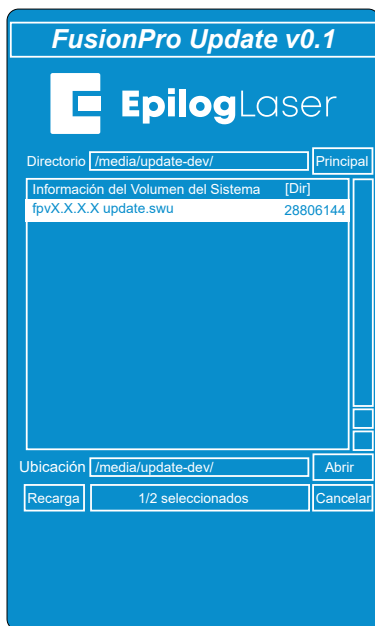 FusionPro Update v0.1
EpilogLaser
Directorio /media/update-dev/ Principal
Información del Volumen del Sistema [Dir]
fpvX.X.X.X update.swu 28806144
Ubicación /media/update-dev/ Abrir
Recarga 1/2 seleccionados Cancelar